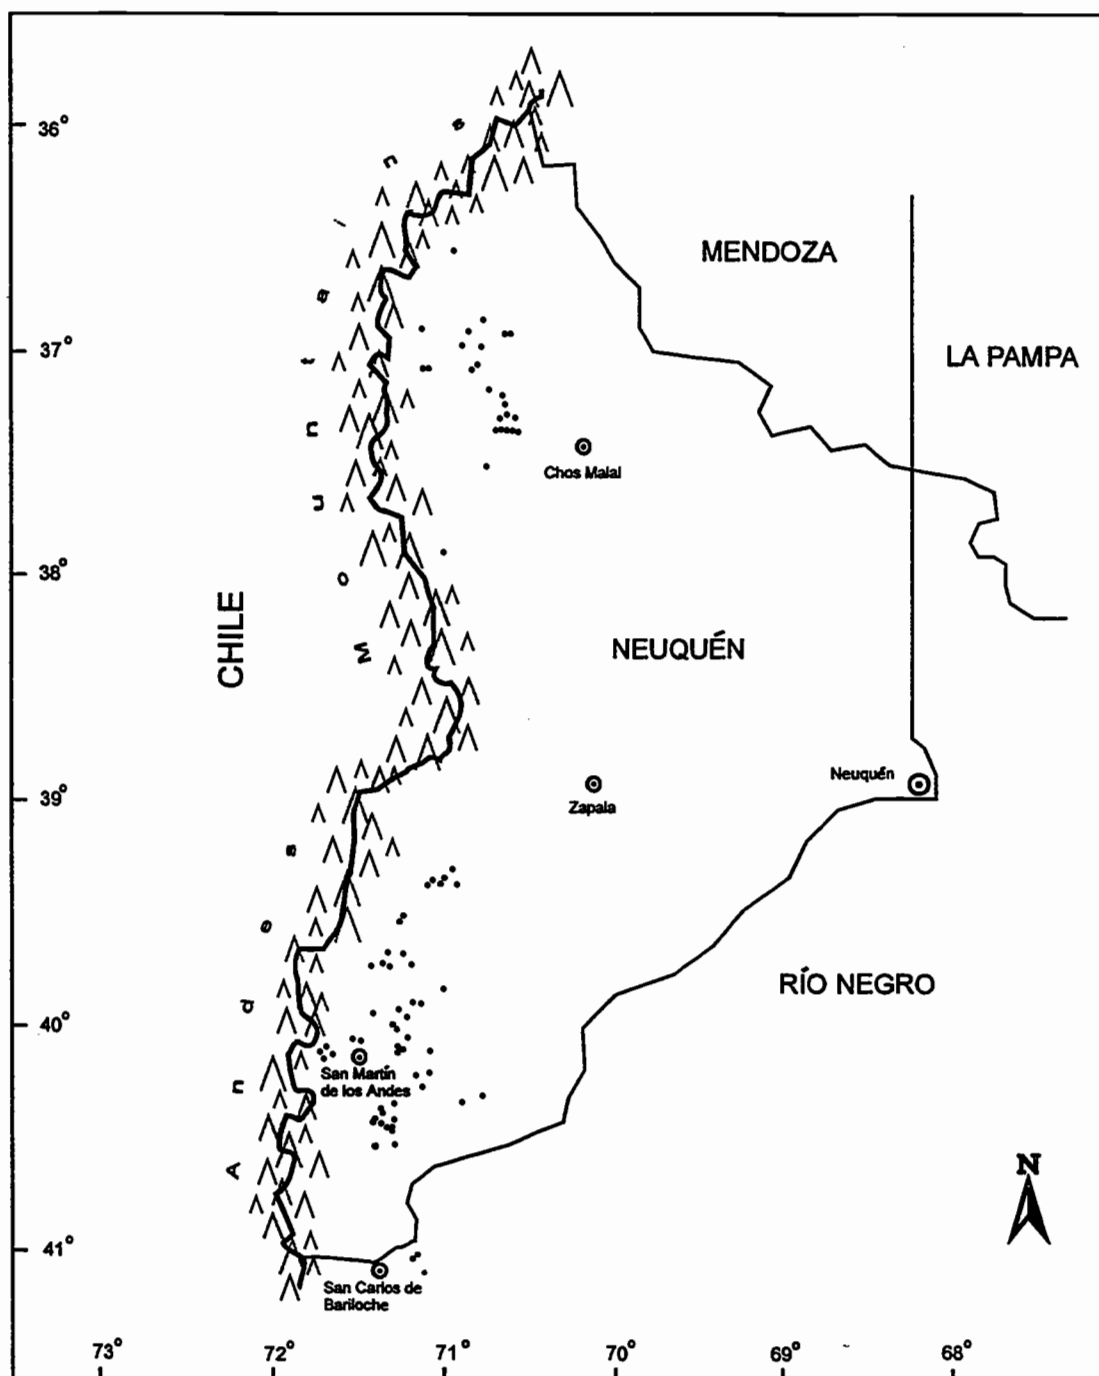 36°
37°
38°
39°
40°
41°
73°
72°
71°
70°
69°
68°
Andes Mountains
CHILE
MENDOZA
LA PAMPA
NEUQUÉN
RÍO NEGRO
Chos Malal
Zapala
Neuquén
San Martín
de los Andes
San Carlos de
Bariloche
N